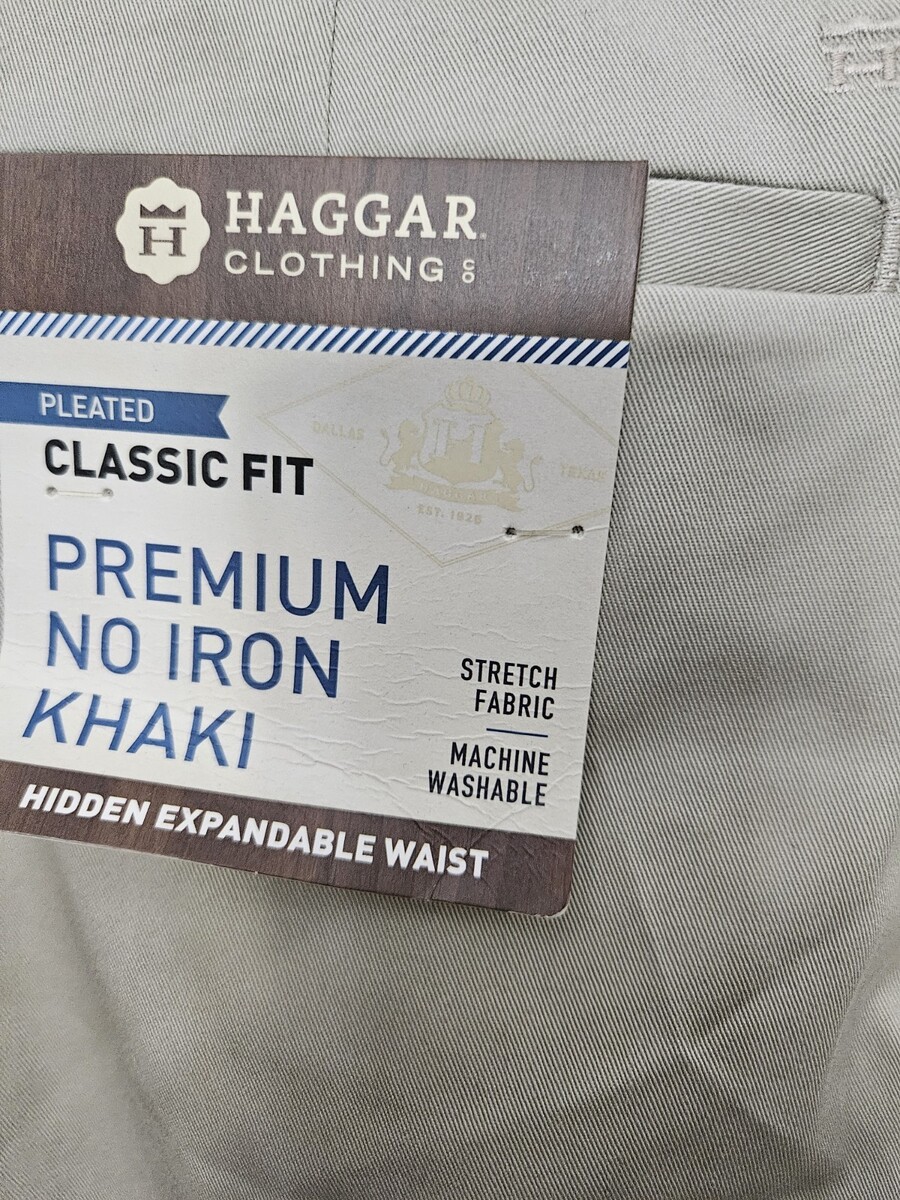 H
HAGGAR
CLOTHING CO
PLEATED
CLASSIC FIT
DALLAS
TEXAS
H
EST. 1926
PREMIUM
NO IRON
KHAKI
STRETCH
FABRIC
MACHINE
WASHABLE
HIDDEN EXPANDABLE WAIST